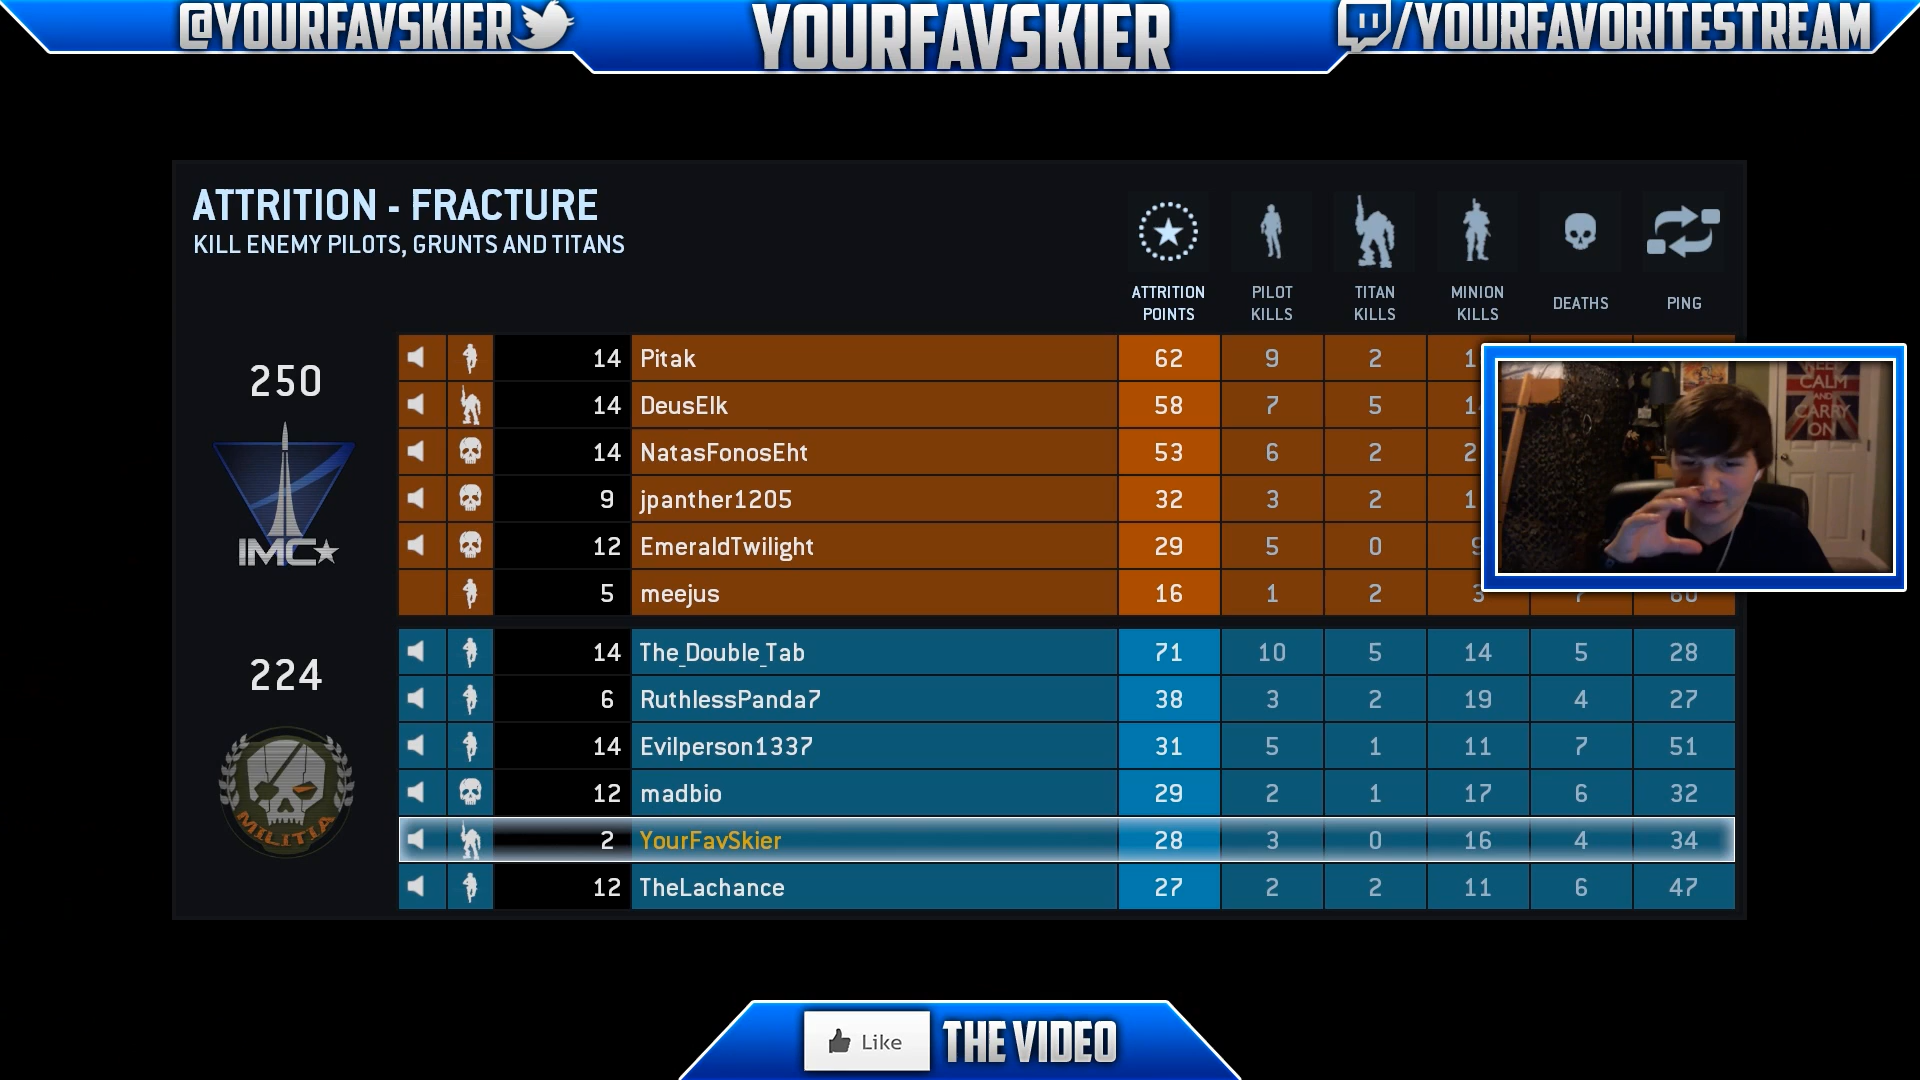 @YOURFAVSKIER
YOURFAVSKIER
/YOURFAVORITESTREAM
ATTRITION - FRACTURE
KILL ENEMY PILOTS, GRUNTS AND TITANS
ATTRITION POINTS PILOT KILLS TITAN KILLS MINION KILLS DEATHS PING
250
IMC
14 Pitak 62 9 2
14 DeusElk 58 7 5
14 NatasFonosEht 53 6 2
9 jpanther1205 32 3 2
12 EmeraldTwilight 29 5 0
5 meejus 16 1 2
KEEP
CALM
AND
CARRY
ON
224
MILITIA
14 The_Double_Tab 71 10 5 14 5 28
6 RuthlessPanda7 38 3 2 19 4 27
14 Evilperson1337 31 5 1 11 7 51
12 madbio 29 2 1 17 6 32
2 YourFavSkier 28 3 0 16 4 34
12 TheLachance 27 2 2 11 6 47
Like THE VIDEO